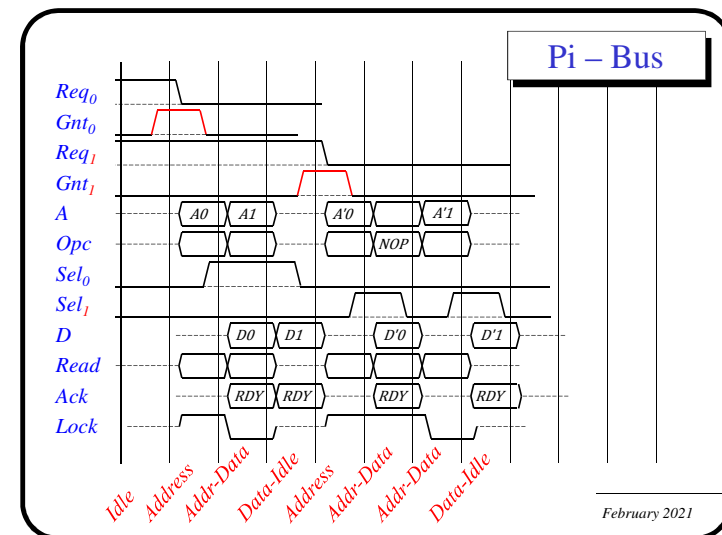 Pi – Bus
Req0
Gnt0
Req1
Gnt1
A A0 A1 A'0 A'1
Opc NOP
Sel0
Sel1
D D0 D1 D'0 D'1
Read
Ack RDY RDY RDY RDY
Lock
Idle Address Addr-Data Data-Idle Address Addr-Data Addr-Data Data-Idle
February 2021